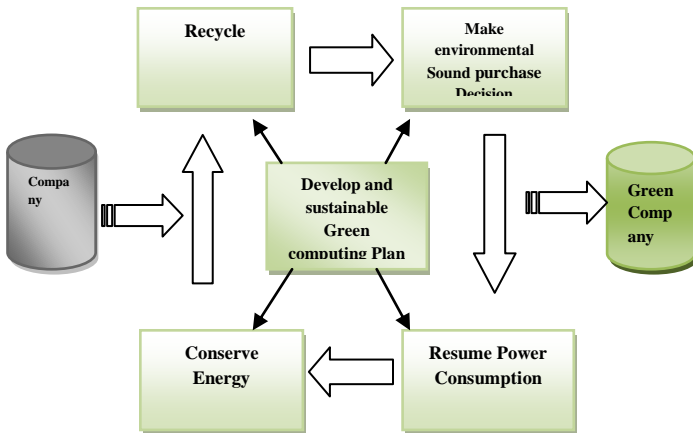 Recycle
Make
environmental
Sound purchase
Decision
Compa
ny
Develop and
sustainable
Green
computing Plan
Green
Comp
any
Conserve
Energy
Resume Power
Consumption